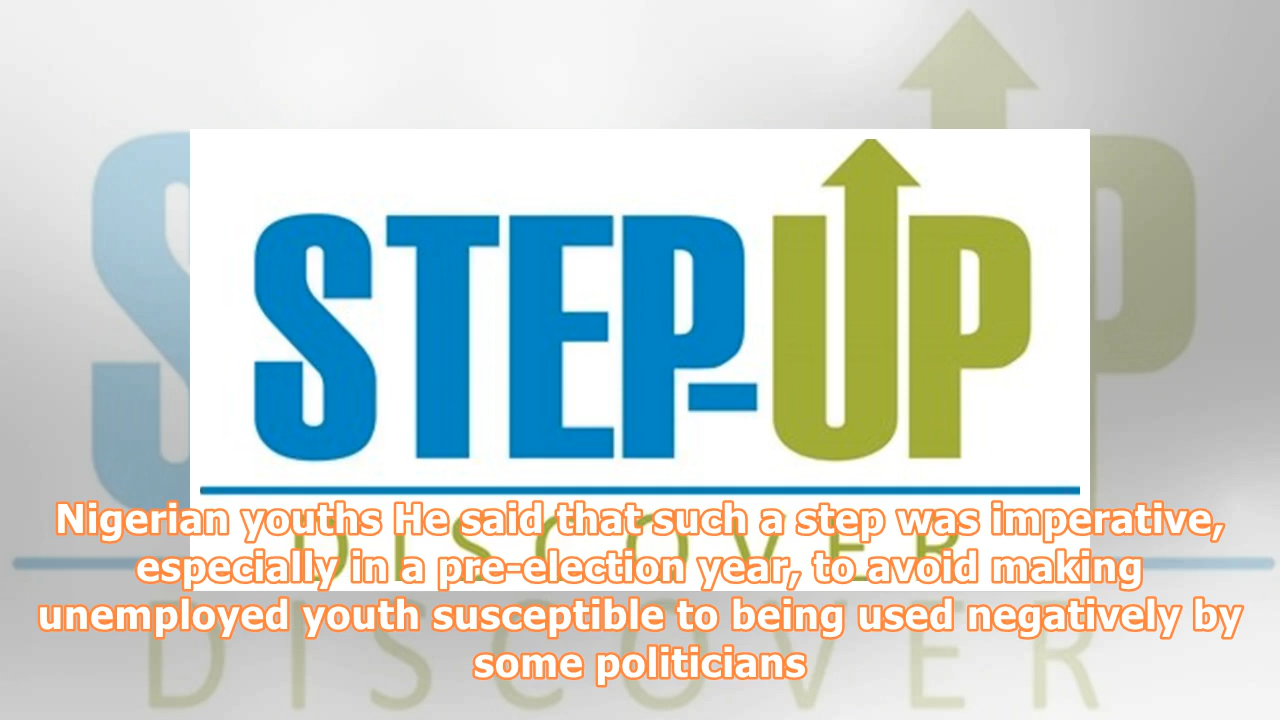 STEP-UP
DISCOVER
Nigerian youths He said that such a step was imperative,
especially in a pre-election year, to avoid making
unemployed youth susceptible to being used negatively by
some politicians